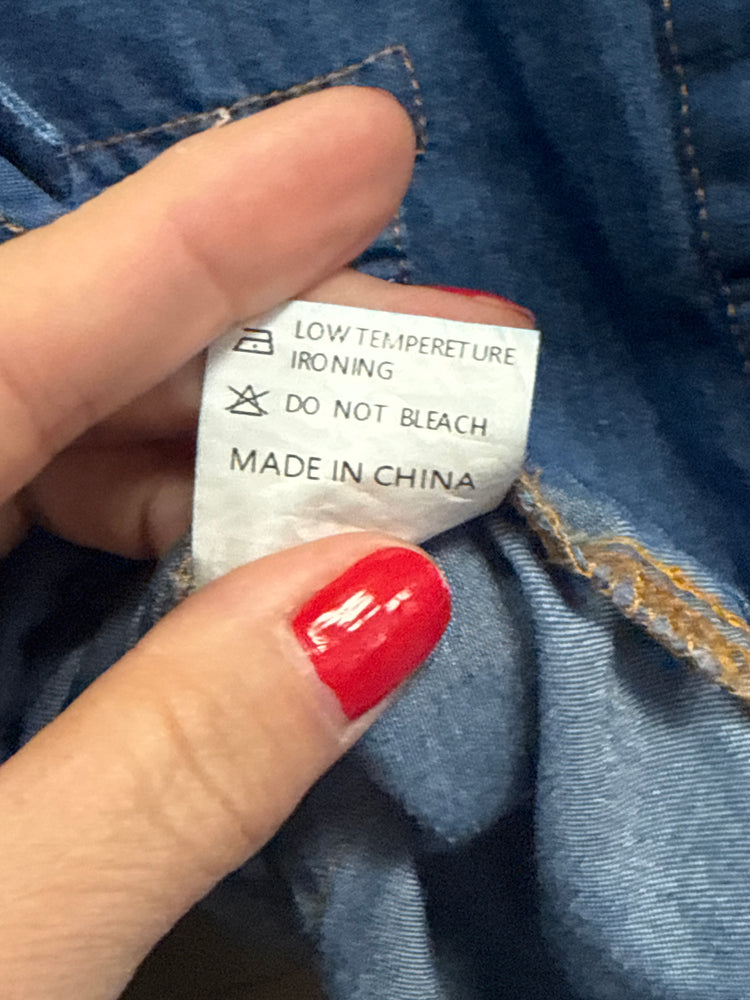 LOW TEMPERETURE
IRONING
DO NOT BLEACH
MADE IN CHINA